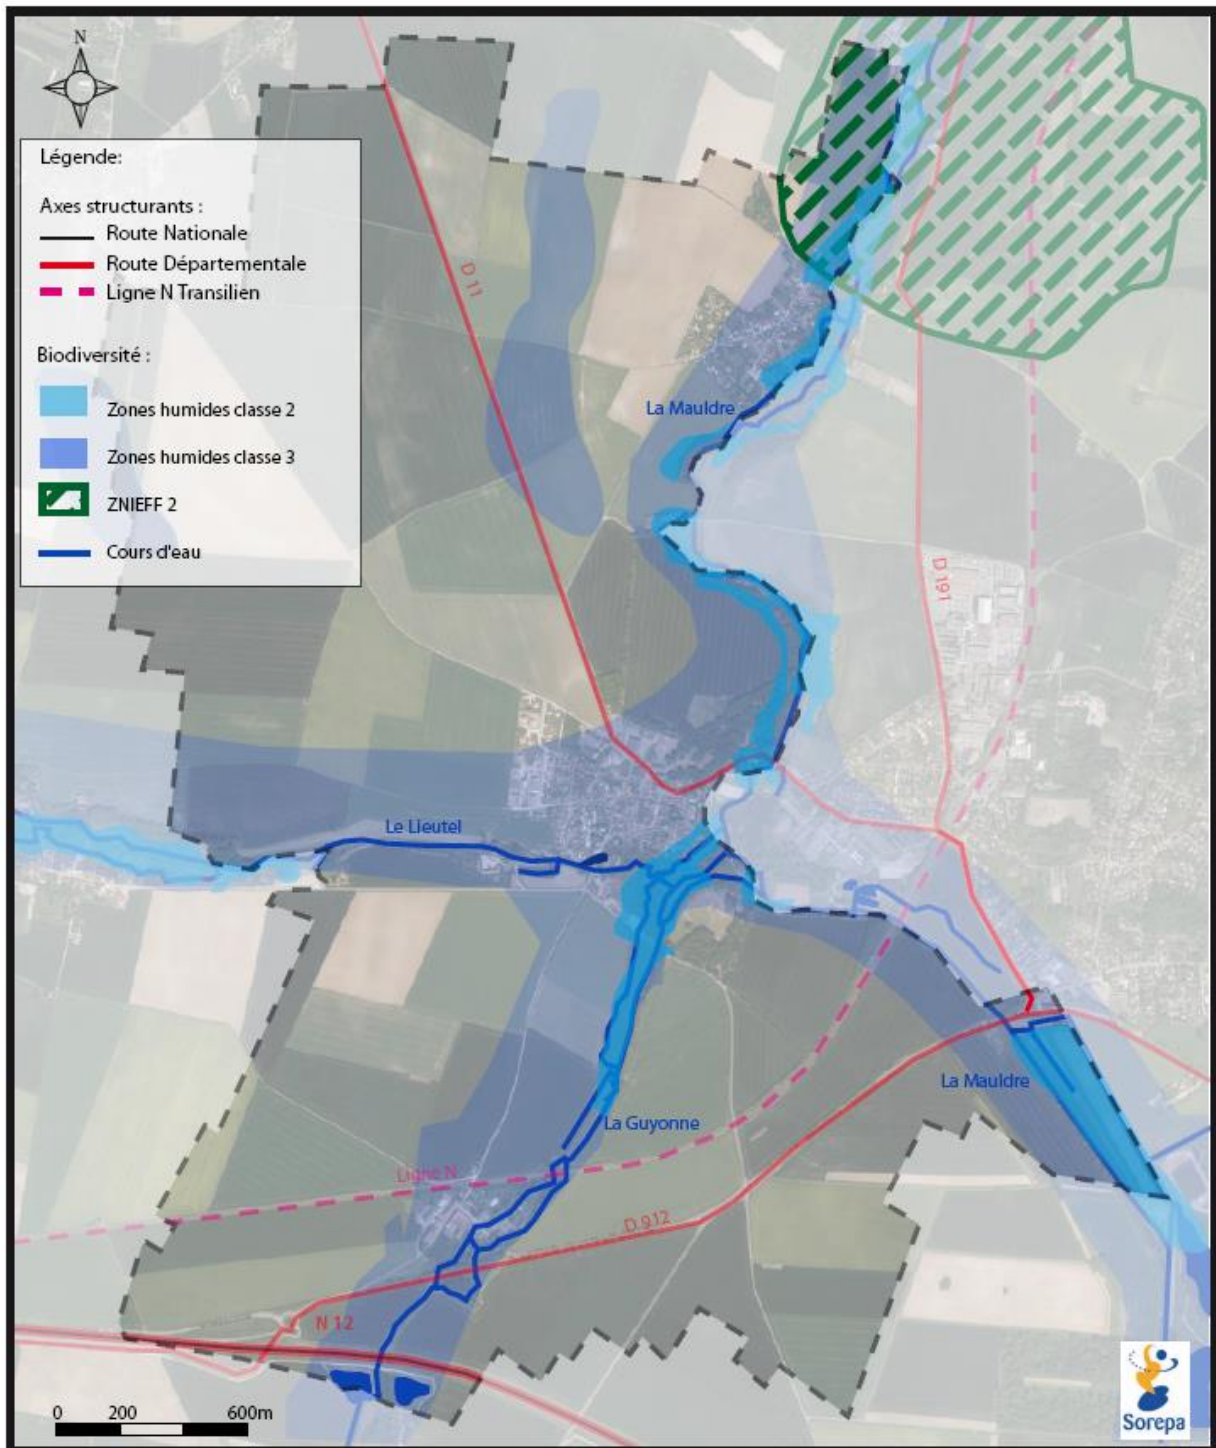 N
Légende:
Axes structurants :
Route Nationale
Route Départementale
Ligne N Transilien
Biodiversité :
Zones humides classe 2
Zones humides classe 3
ZNIEFF 2
Cours d'eau
D 11
La Mauldre
D 191
Le Lieutel
La Mauldre
La Guyonne
Ligne N
D 912
N 12
0 200 600m
Sorepa